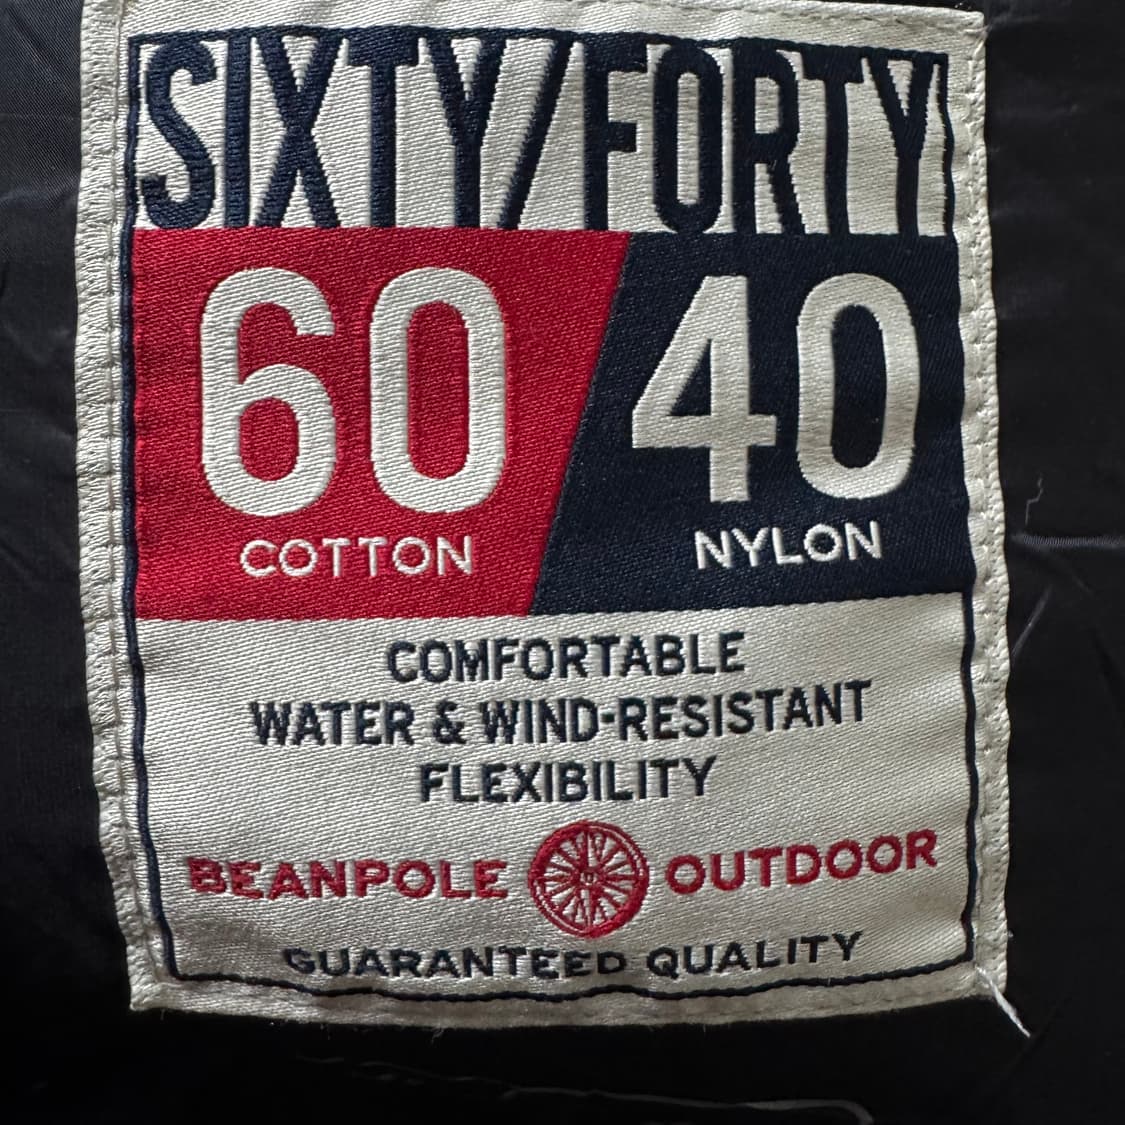 SIXTY/FORTY
60 40
COTTON NYLON
COMFORTABLE
WATER & WIND-RESISTANT
FLEXIBILITY
BEANPOLE OUTDOOR
GUARANTEED QUALITY